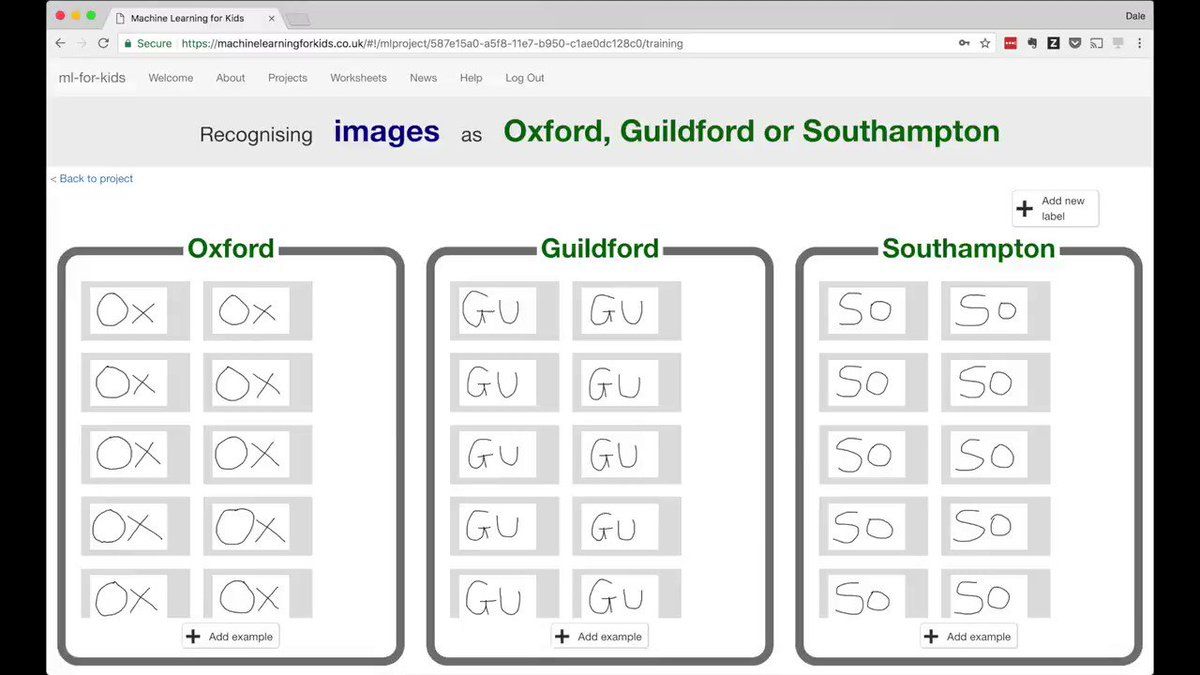 Machine Learning for Kids
Dale
Secure https://machinelearningforkids.co.uk/#!/mlproject/587e15a0-a5f8-11e7-b950-c1ae0dc128c0/training
ml-for-kids Welcome About Projects Worksheets News Help Log Out
Recognising images as Oxford, Guildford or Southampton
< Back to project
Add new
label
Oxford Guildford Southampton
Ox Ox GU GU SO SO
Ox Ox GU GU SO SO
Ox Ox GU GU SO SO
Ox Ox GU GU SO SO
Ox Ox GU GU SO SO
Add example Add example Add example